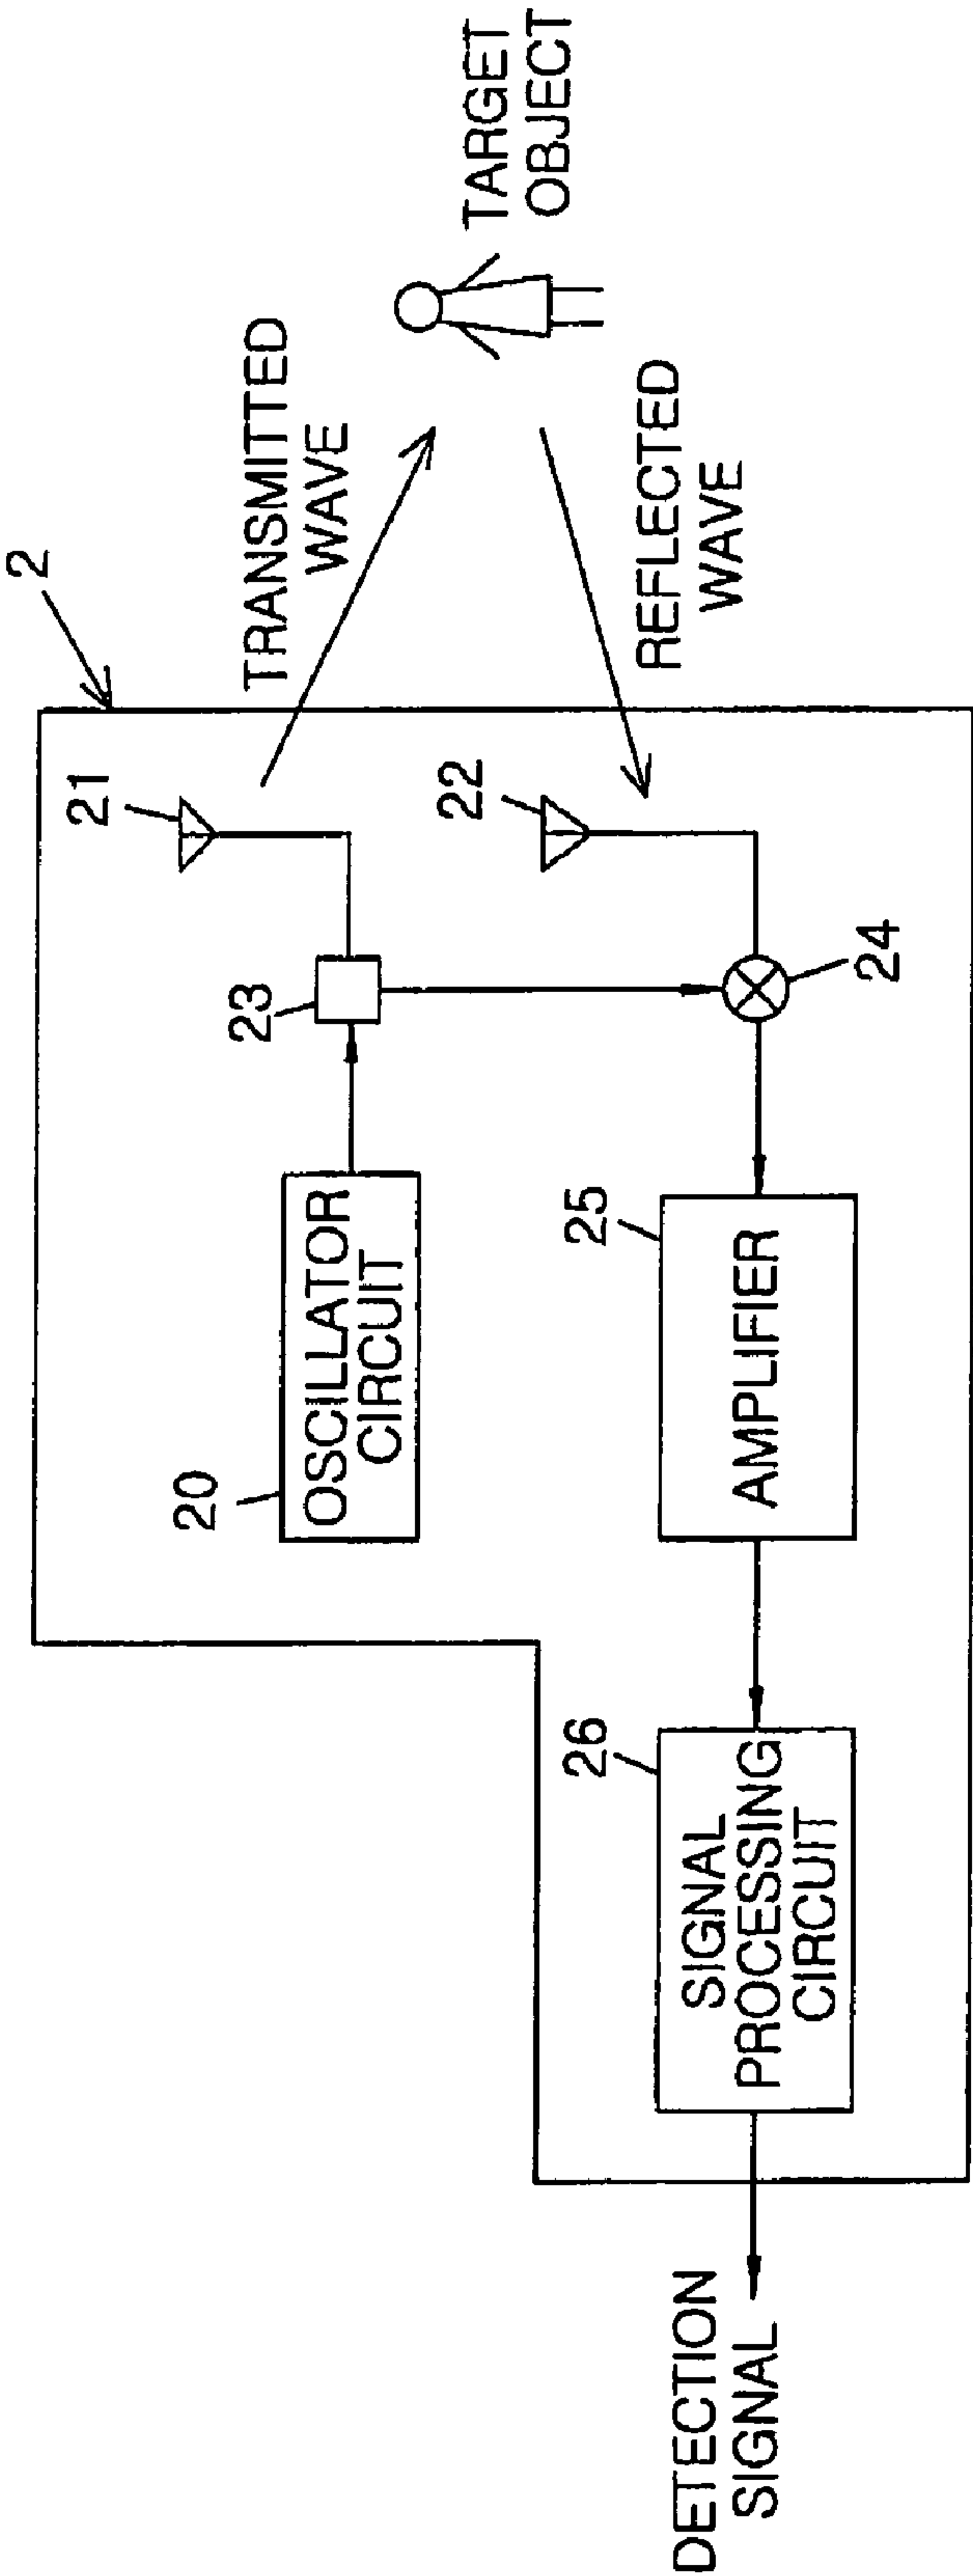 2
TRANSMITTED
WAVE
21
TARGET
OBJECT
23
20
OSCILLATOR
CIRCUIT
REFLECTED
WAVE
22
24
25
AMPLIFIER
26
SIGNAL
PROCESSING
CIRCUIT
DETECTION
SIGNAL